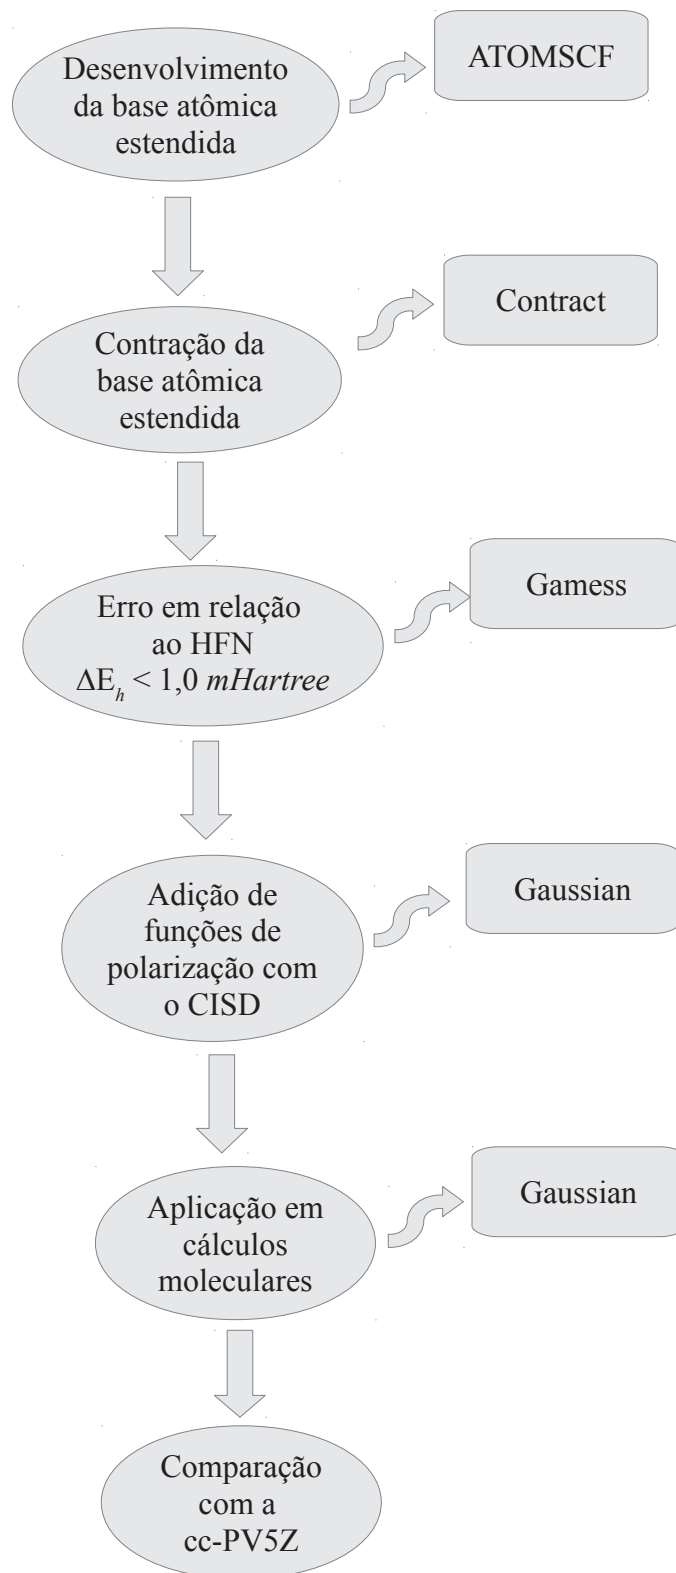 Desenvolvimento
da base atômica
estendida
ATOMSCF
Contração da
base atômica
estendida
Contract
Erro em relação
ao HFN
ΔE_h < 1,0 mHartree
Gamess
Adição de
funções de
polarização com
o CISD
Gaussian
Aplicação em
cálculos
moleculares
Gaussian
Comparação
com a
cc-PV5Z